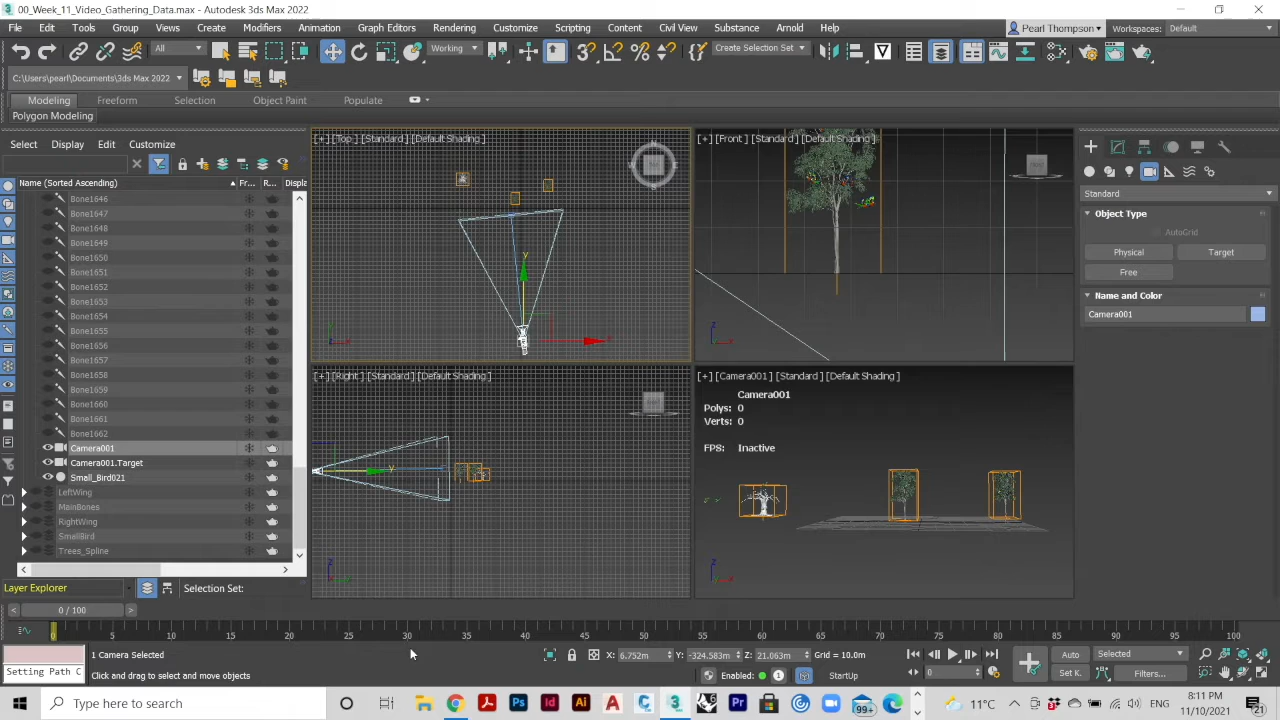 00_Week_11_Video_Gathering_Data.max - Autodesk 3ds Max 2022
File Edit Tools Group Views Create Modifiers Animation Graph Editors Rendering Customize Scripting Content Civil View Substance Arnold Help
Pearl Thompson Workspaces: Default
All Working Create Selection Set
C:\Users\pearl\Documents\3ds Max 2022
Modeling Freeform Selection Object Paint Populate
Polygon Modeling
Select Display Edit Customize
Name (Sorted Ascending) Fr... R... Displa
Bone1646
Bone1647
Bone1648
Bone1649
Bone1650
Bone1651
Bone1652
Bone1653
Bone1654
Bone1655
Bone1656
Bone1657
Bone1658
Bone1659
Bone1660
Bone1661
Bone1662
Camera001
Camera001.Target
Small_Bird021
LeftWing
MainBones
RightWing
SmallBird
Trees_Spline
Layer Explorer Selection Set:
[+] [Top] [Standard] [Default Shading]
[+] [Front] [Standard] [Default Shading]
FRONT
[+] [Right] [Standard] [Default Shading]
[+] [Camera001] [Standard] [Default Shading]
Camera001
Polys: 0
Verts: 0
FPS: Inactive
Standard
Object Type
AutoGrid
Physical Target
Free
Name and Color
Camera001
0 / 100
0 5 10 15 20 25 30 35 40 45 50 55 60 65 70 75 80 85 90 95 100
Setting Path C
1 Camera Selected
Click and drag to select and move objects
X: 6.752m Y: -324.583m Z: 21.063m Grid = 10.0m
Enabled: 1 StartUp
0
Auto Selected
Set K. Filters...
Type here to search
99+
11°C ENG
8:11 PM
11/10/2021
21